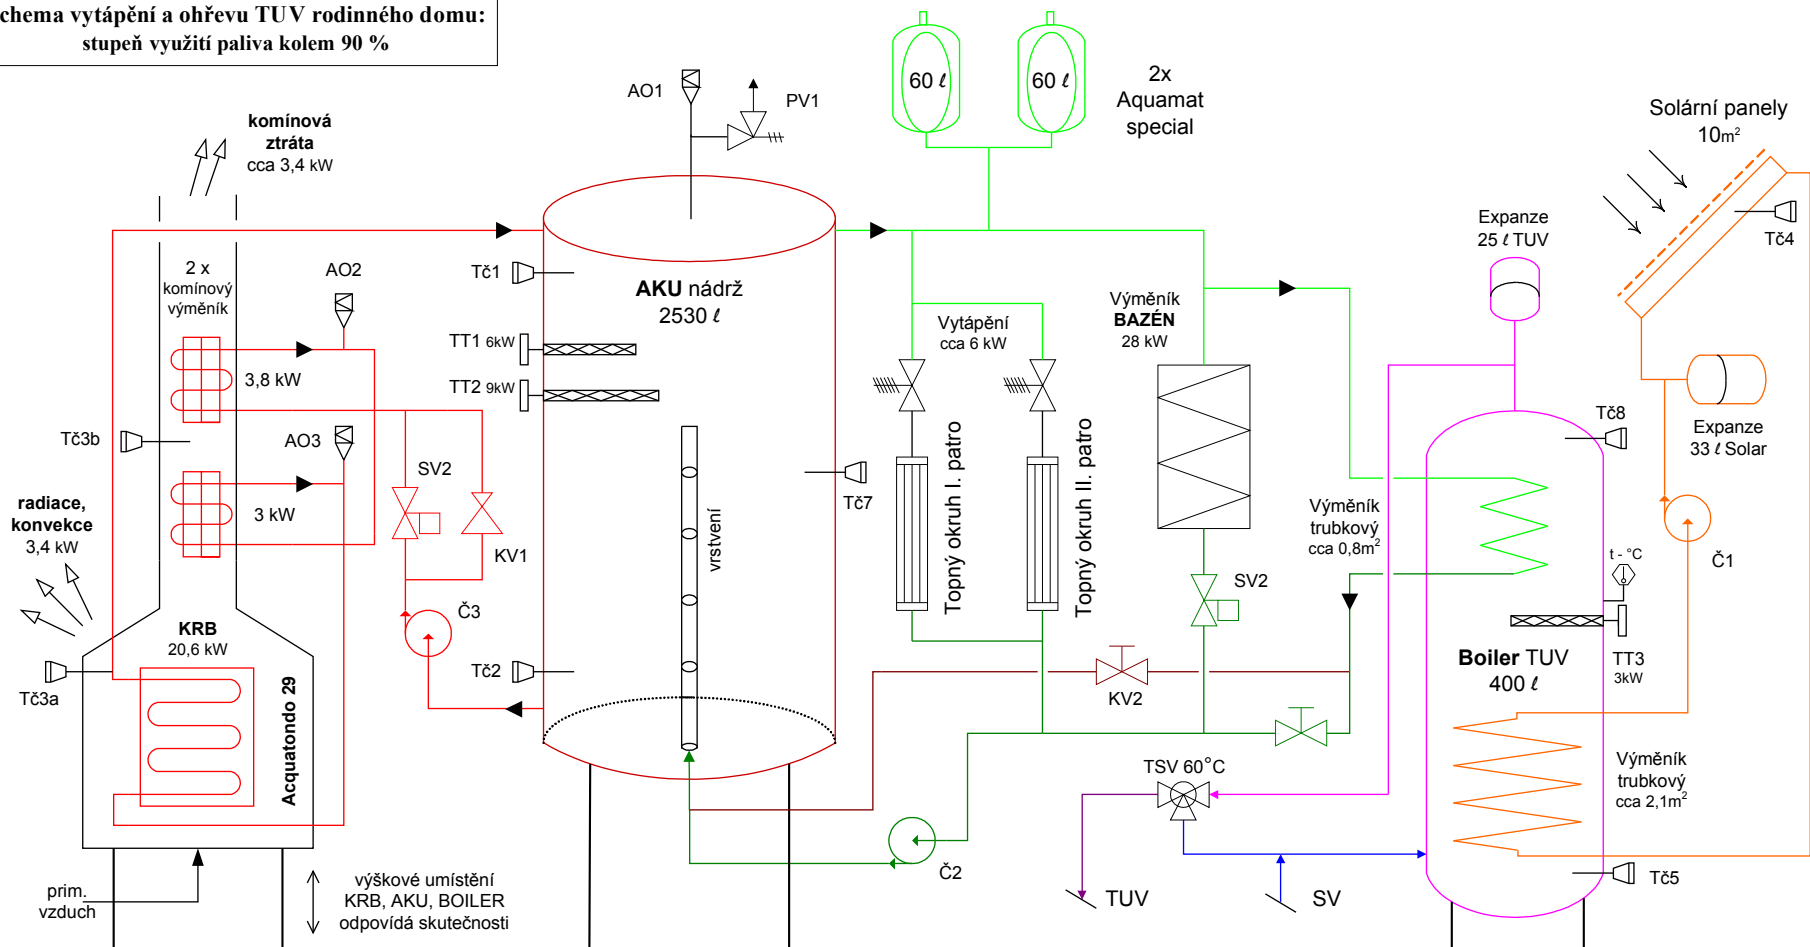 chema vytápění a ohřevu TUV rodinného domu:
stupeň využití paliva kolem 90 %
komínová
ztráta
cca 3,4 kW
2 x
komínový
výměník
AO2
3,8 kW
Tč3b
AO3
3 kW
radiace,
konvekce
3,4 kW
SV2
KV1
Č3
KRB
20,6 kW
Tč3a
Acquatondo 29
prim.
vzduch
výškové umístění
KRB, AKU, BOILER
odpovídá skutečnosti
AO1
PV1
Tč1
AKU nádrž
2530 ℓ
TT1 6kW
TT2 9kW
Tč7
vrstvení
Tč2
60 ℓ
60 ℓ
2x
Aquamat
special
Vytápění
cca 6 kW
Topný okruh I. patro
Topný okruh II. patro
Výměník
BAZÉN
28 kW
SV2
KV2
Č2
TSV 60°C
TUV
SV
Výměník
trubkový
cca 0,8m²
Expanze
25 ℓ TUV
Solární panely
10m²
Tč4
Expanze
33 ℓ Solar
Tč8
Č1
t - °C
TT3
3kW
Boiler TUV
400 ℓ
Výměník
trubkový
cca 2,1m²
Tč5